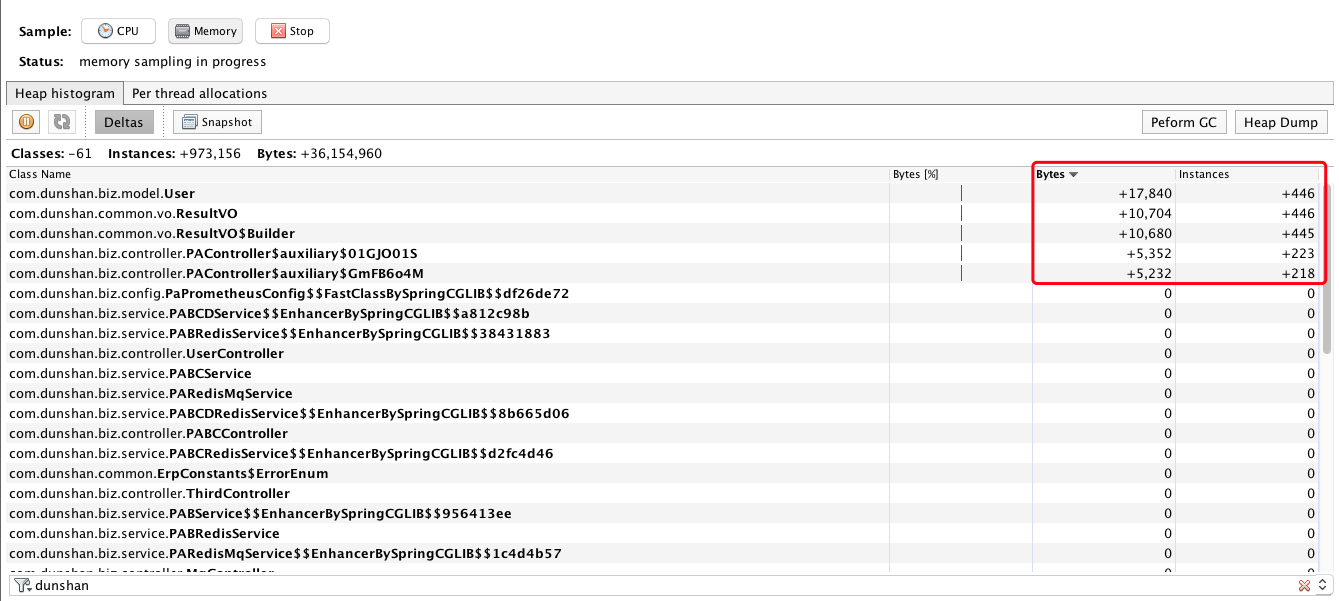 Sample: CPU Memory Stop
Status: memory sampling in progress
Heap histogram Per thread allocations
Deltas Snapshot Peform GC Heap Dump
Classes: -61 Instances: +973,156 Bytes: +36,154,960
Class Name Bytes [%] Bytes Instances
com.dunshan.biz.model.User +17,840 +446
com.dunshan.common.vo.ResultVO +10,704 +446
com.dunshan.common.vo.ResultVO$Builder +10,680 +445
com.dunshan.biz.controller.PAController$auxiliary$01GJO01S +5,352 +223
com.dunshan.biz.controller.PAController$auxiliary$GmFB6o4M +5,232 +218
com.dunshan.biz.config.PaPrometheusConfig$$FastClassBySpringCGLIB$$df26de72 0 0
com.dunshan.biz.service.PABCDService$$EnhancerBySpringCGLIB$$a812c98b 0 0
com.dunshan.biz.service.PABRedisService$$EnhancerBySpringCGLIB$$38431883 0 0
com.dunshan.biz.controller.UserController 0 0
com.dunshan.biz.service.PABCService 0 0
com.dunshan.biz.service.PARedisMqService 0 0
com.dunshan.biz.service.PABCDRedisService$$EnhancerBySpringCGLIB$$8b665d06 0 0
com.dunshan.biz.controller.PABCController 0 0
com.dunshan.biz.service.PABCRedisService$$EnhancerBySpringCGLIB$$d2fc4d46 0 0
com.dunshan.common.ErpConstants$ErrorEnum 0 0
com.dunshan.biz.controller.ThirdController 0 0
com.dunshan.biz.service.PABService$$EnhancerBySpringCGLIB$$956413ee 0 0
com.dunshan.biz.service.PABRedisService 0 0
com.dunshan.biz.service.PARedisMqService$$EnhancerBySpringCGLIB$$1c4d4b57 0 0
com.dunshan.biz.controller.MqController 0 0
dunshan